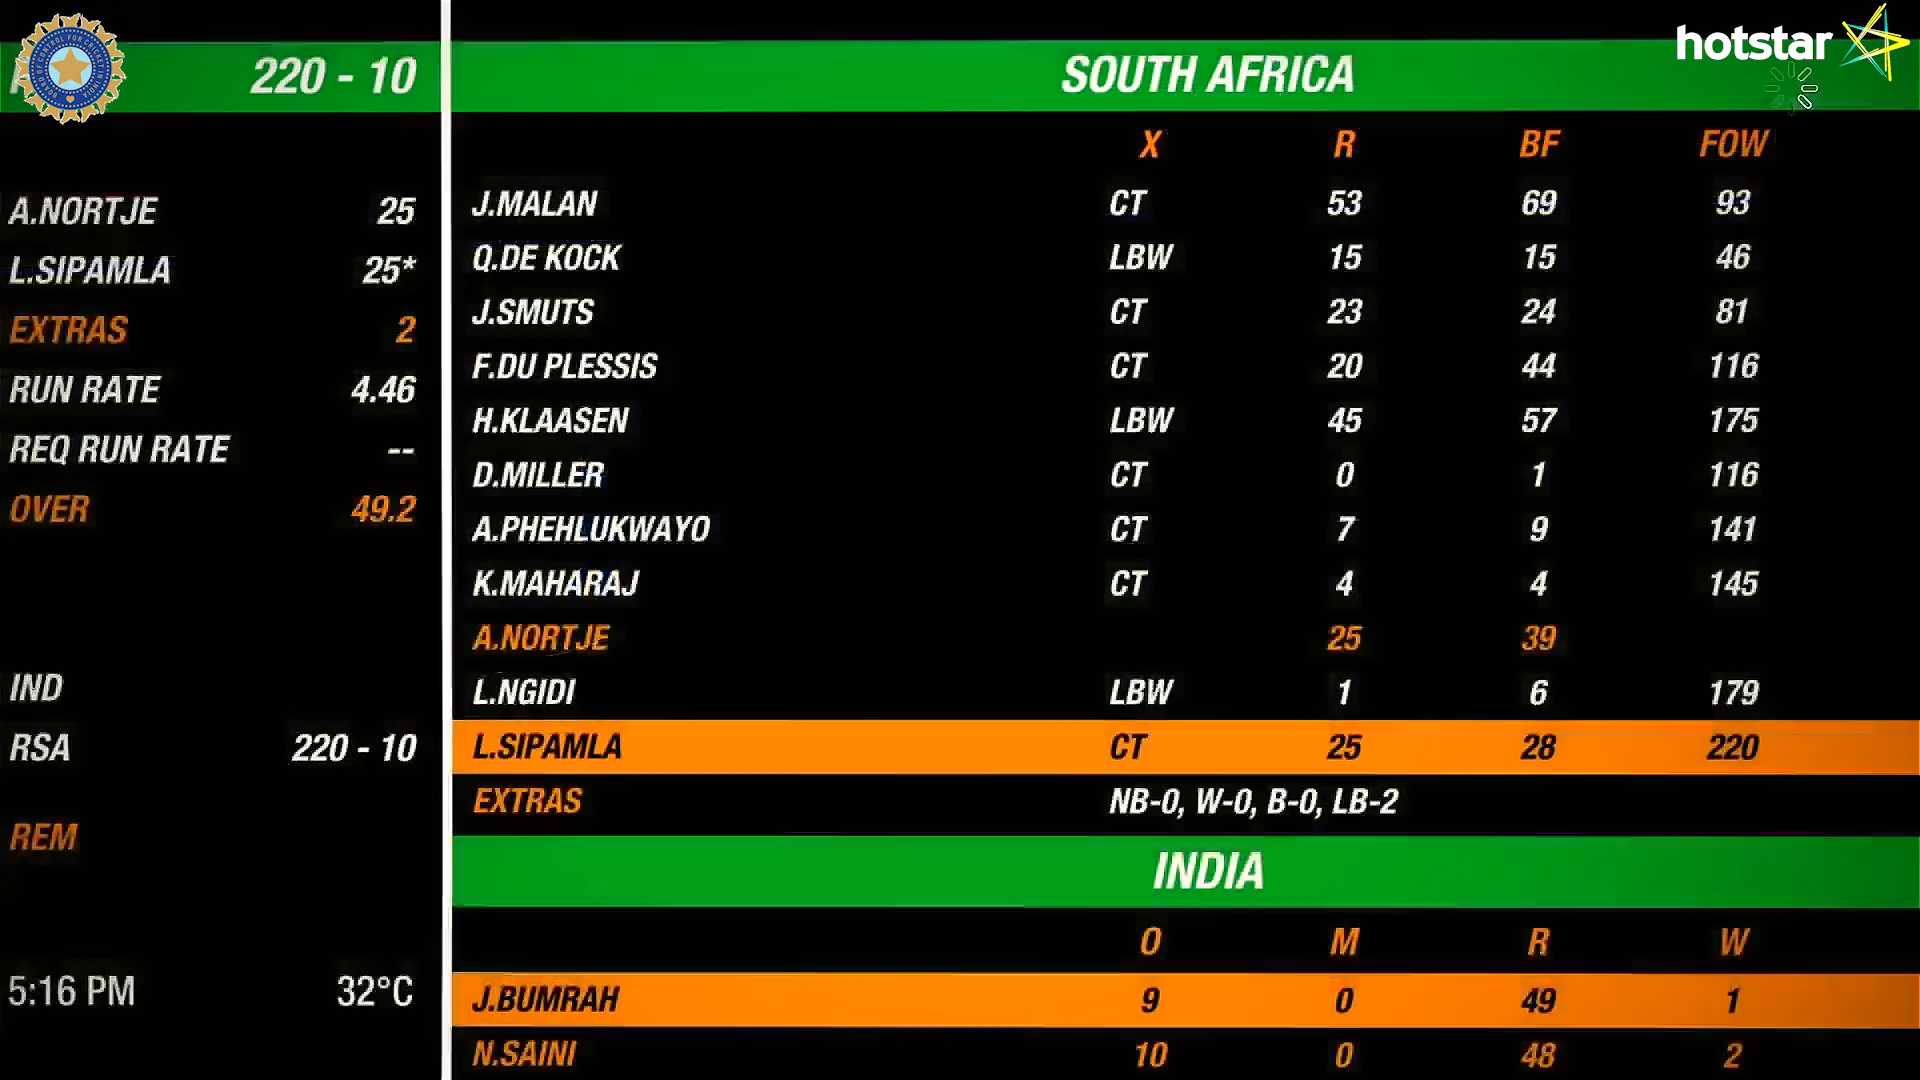 220 - 10
A.NORTJE 25
L.SIPAMLA 25*
EXTRAS 2
RUN RATE 4.46
REQ RUN RATE --
OVER 49.2
IND
RSA 220 - 10
REM
5:16 PM 32°C
hotstar
SOUTH AFRICA
X R BF FOW
J.MALAN CT 53 69 93
Q.DE KOCK LBW 15 15 46
J.SMUTS CT 23 24 81
F.DU PLESSIS CT 20 44 116
H.KLAASEN LBW 45 57 175
D.MILLER CT 0 1 116
A.PHEHLUKWAYO CT 7 9 141
K.MAHARAJ CT 4 4 145
A.NORTJE 25 39
L.NGIDI LBW 1 6 179
L.SIPAMLA CT 25 28 220
EXTRAS NB-0, W-0, B-0, LB-2
INDIA
O M R W
J.BUMRAH 9 0 49 1
N.SAINI 10 0 48 2